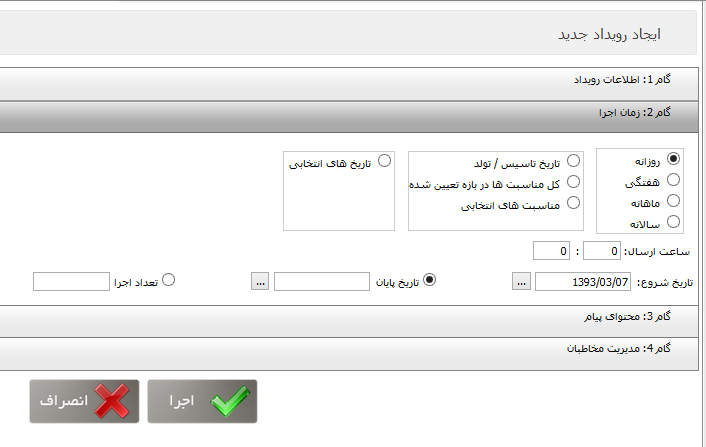 ایجاد رویداد جدید
گام 1: اطلاعات رویداد
گام 2: زمان اجرا
روزانه
هفتگی
ماهانه
سالانه
تاریخ تاسیس / تولد
کل مناسبت ها در بازه تعیین شده
مناسبت های انتخابی
تاریخ های انتخابی
ساعت ارسال: 0 : 0
تاریخ شروع: 1393/03/07 ... تاریخ پایان ... تعداد اجرا
گام 3: محتوای پیام
گام 4: مدیریت مخاطبان
اجرا انصراف